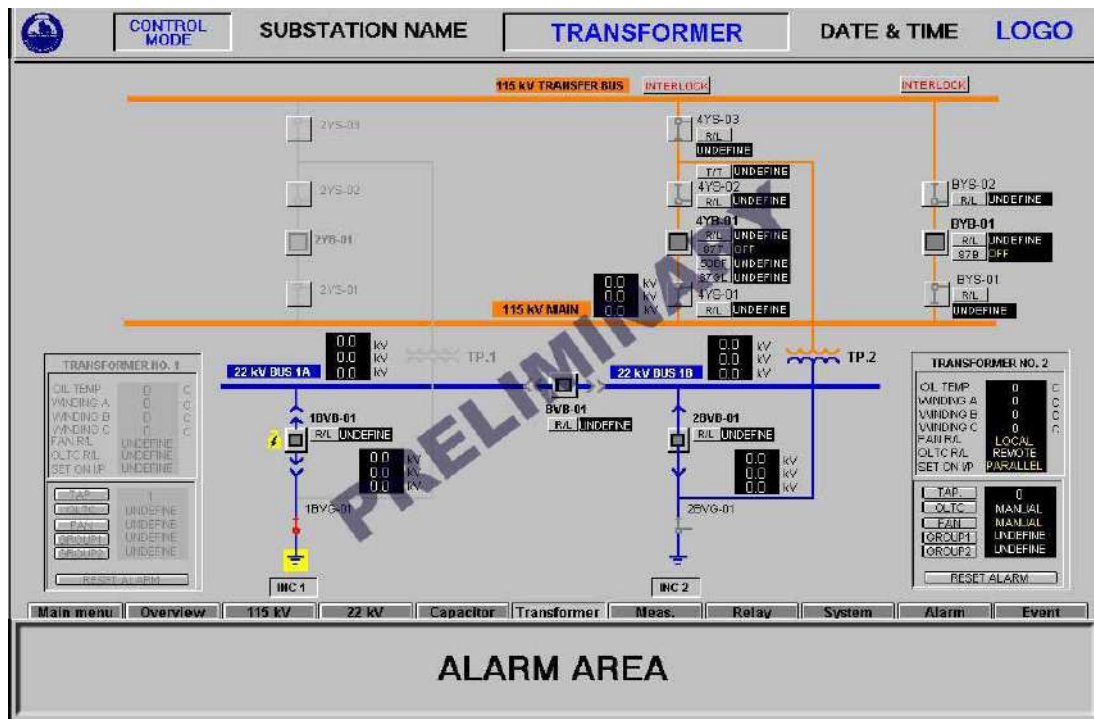 CONTROL MODE
SUBSTATION NAME
TRANSFORMER
DATE & TIME
LOGO
115 kV TRANSFER BUS
INTERLOCK
INTERLOCK
2YS-03
4YS-03
R/L
UNDEFINE
T/T UNDEFINE
2YS-02
4YS-02
R/L UNDEFINE
BYS-02
R/L UNDEFINE
2YB-01
4YB-01
R/L UNDEFINE
87T OFF
50BF UNDEFINE
87GL UNDEFINE
BYB-01
R/L UNDEFINE
87B OFF
2YS-01
0.0 kV
0.0 kV
0.0 kV
4YS-01
R/L UNDEFINE
BYS-01
R/L
UNDEFINE
115 kV MAIN
PRELIMINARY
0.0 kV
0.0 kV
0.0 kV
TP.1
0.0 kV
0.0 kV
0.0 kV
TP.2
22 kV BUS 1A
22 kV BUS 1B
TRANSFORMER NO. 1
OIL TEMP 0 C
WINDING A 0 C
WINDING B 0 C
WINDING C 0 C
FAN R/L UNDEFINE
OLTC R/L UNDEFINE
SET ON I/P UNDEFINE
TAP. 1
OLTC UNDEFINE
FAN UNDEFINE
GROUP1 UNDEFINE
GROUP2 UNDEFINE
RESET ALARM
1BVB-01
R/L UNDEFINE
0.0 kV
0.0 kV
0.0 kV
1BVG-01
INC 1
BVB-01
R/L UNDEFINE
2BVB-01
R/L UNDEFINE
0.0 kV
0.0 kV
0.0 kV
2BVG-01
INC 2
TRANSFORMER NO. 2
OIL TEMP 0 C
WINDING A 0 C
WINDING B 0 C
WINDING C 0 C
FAN R/L LOCAL
OLTC R/L REMOTE
SET ON I/P PARALLEL
TAP. 0
OLTC MANUAL
FAN MANUAL
GROUP1 UNDEFINE
GROUP2 UNDEFINE
RESET ALARM
Main menu Overview 115 kV 22 kV Capacitor Transformer Meas. Relay System Alarm Event
ALARM AREA